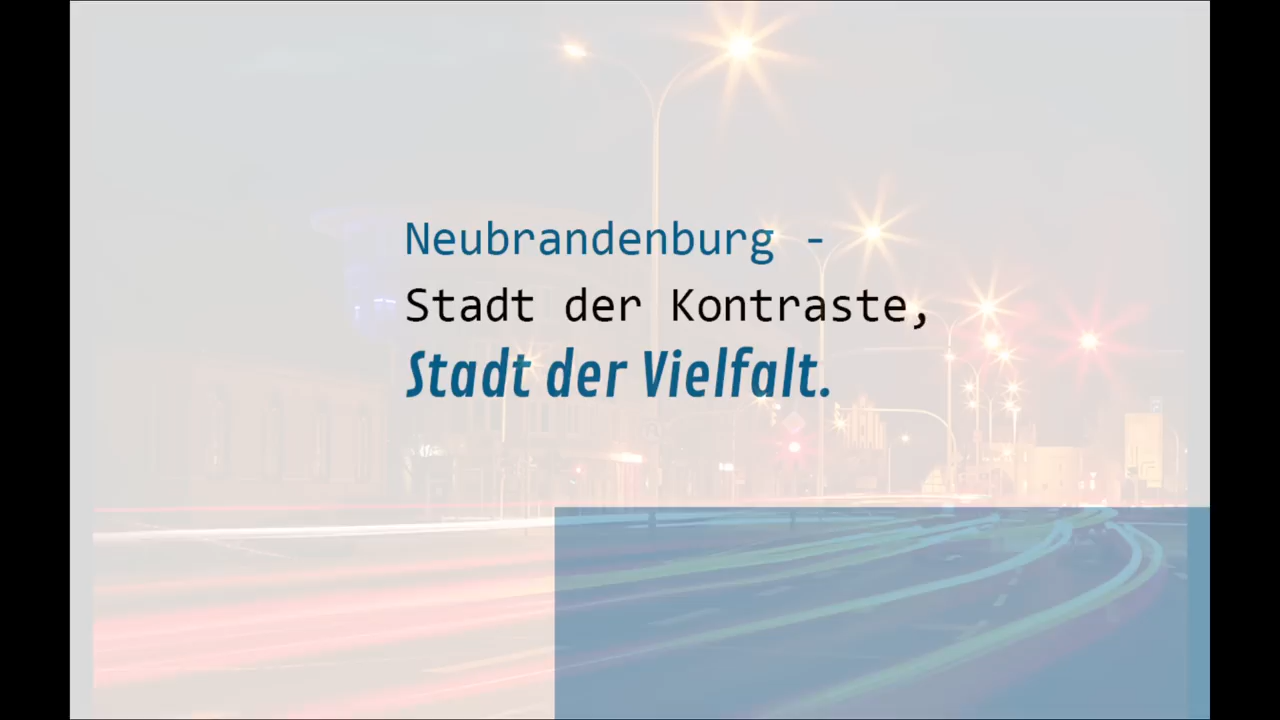 Neubrandenburg -
Stadt der Kontraste,
Stadt der Vielfalt.